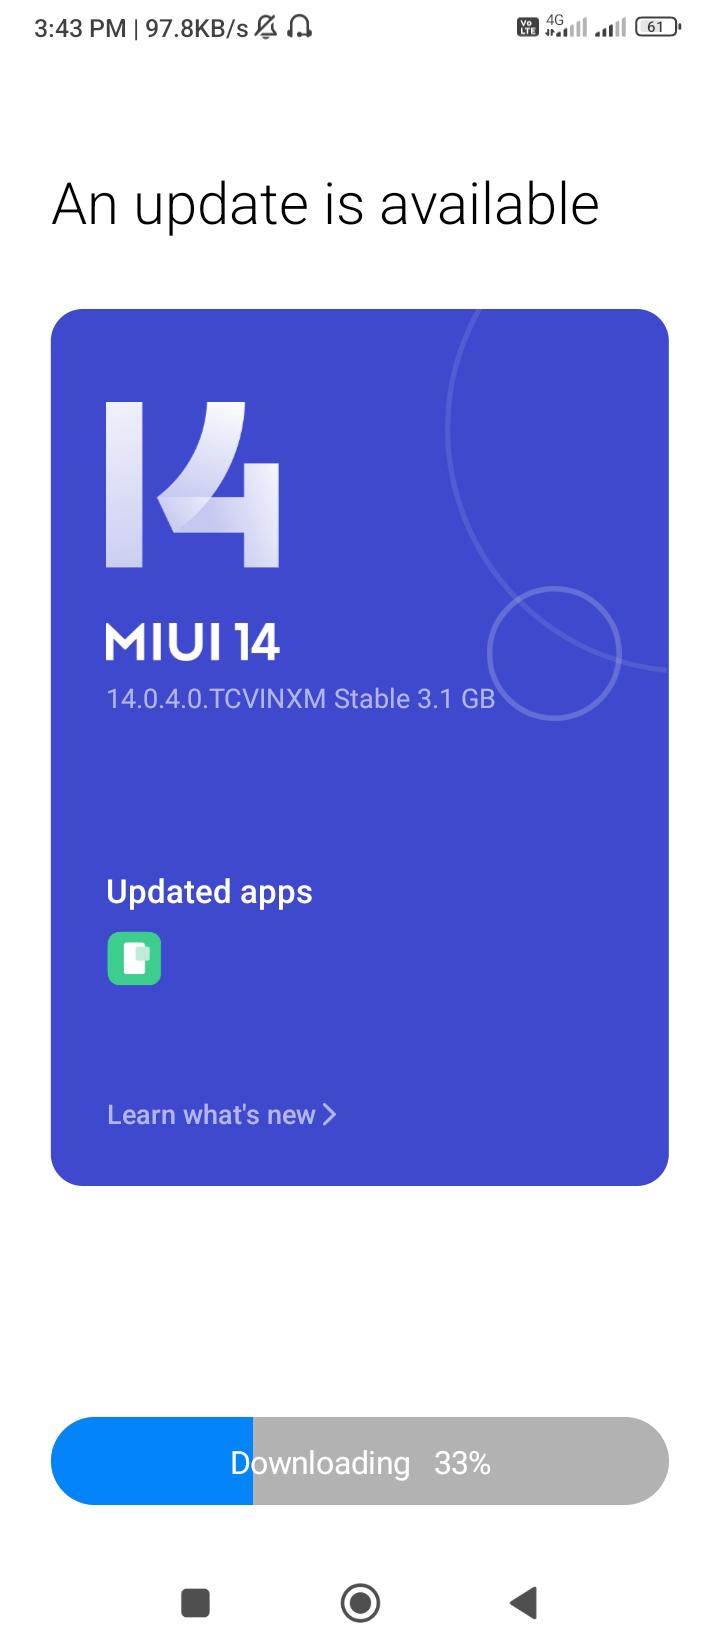 3:43 PM | 97.8KB/s Vo LTE 4G 61
An update is available
14
MIUI 14
14.0.4.0.TCVINXM Stable 3.1 GB
Updated apps
Learn what's new
Downloading 33%